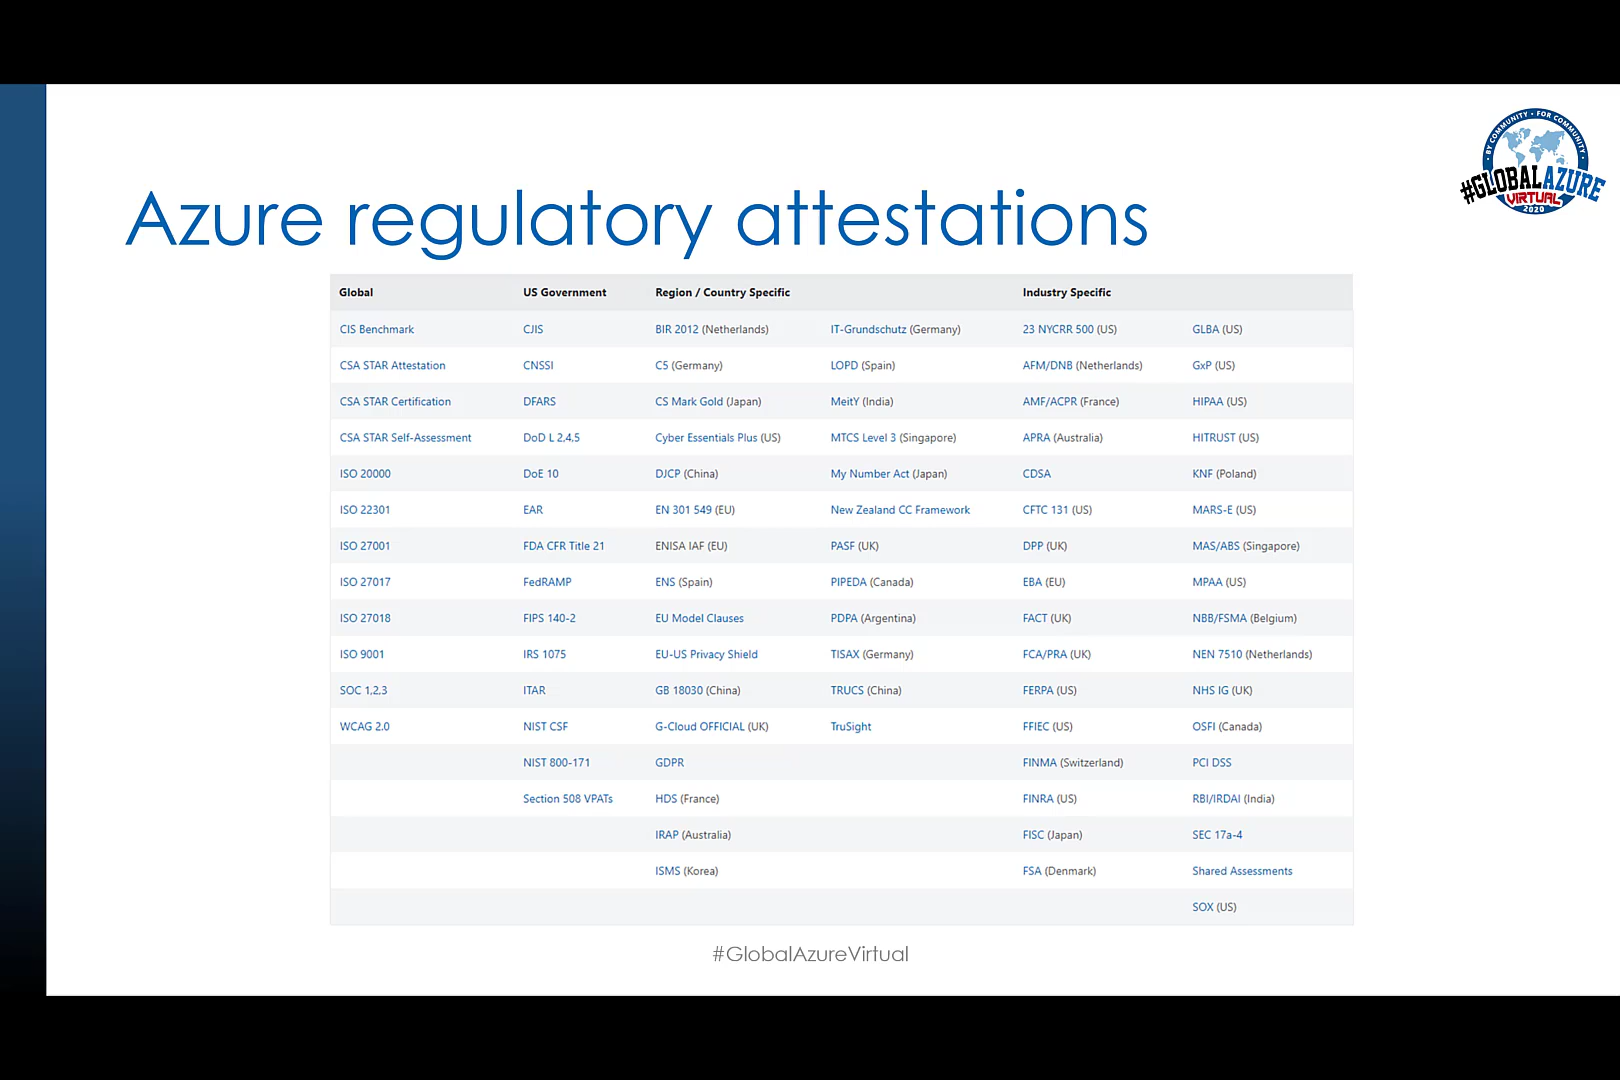 BY COMMUNITY • FOR COMMUNITY
#GLOBALAZURE
VIRTUAL
2020
Azure regulatory attestations
Global US Government Region / Country Specific Industry Specific
CIS Benchmark CJIS BIR 2012 (Netherlands) IT-Grundschutz (Germany) 23 NYCRR 500 (US) GLBA (US)
CSA STAR Attestation CNSSI C5 (Germany) LOPD (Spain) AFM/DNB (Netherlands) GxP (US)
CSA STAR Certification DFARS CS Mark Gold (Japan) MeitY (India) AMF/ACPR (France) HIPAA (US)
CSA STAR Self-Assessment DoD L 2,4,5 Cyber Essentials Plus (US) MTCS Level 3 (Singapore) APRA (Australia) HITRUST (US)
ISO 20000 DoE 10 DJCP (China) My Number Act (Japan) CDSA KNF (Poland)
ISO 22301 EAR EN 301 549 (EU) New Zealand CC Framework CFTC 131 (US) MARS-E (US)
ISO 27001 FDA CFR Title 21 ENISA IAF (EU) PASF (UK) DPP (UK) MAS/ABS (Singapore)
ISO 27017 FedRAMP ENS (Spain) PIPEDA (Canada) EBA (EU) MPAA (US)
ISO 27018 FIPS 140-2 EU Model Clauses PDPA (Argentina) FACT (UK) NBB/FSMA (Belgium)
ISO 9001 IRS 1075 EU-US Privacy Shield TISAX (Germany) FCA/PRA (UK) NEN 7510 (Netherlands)
SOC 1,2,3 ITAR GB 18030 (China) TRUCS (China) FERPA (US) NHS IG (UK)
WCAG 2.0 NIST CSF G-Cloud OFFICIAL (UK) TruSight FFIEC (US) OSFI (Canada)
NIST 800-171 GDPR FINMA (Switzerland) PCI DSS
Section 508 VPATs HDS (France) FINRA (US) RBI/IRDAI (India)
IRAP (Australia) FISC (Japan) SEC 17a-4
ISMS (Korea) FSA (Denmark) Shared Assessments
SOX (US)
#GlobalAzureVirtual